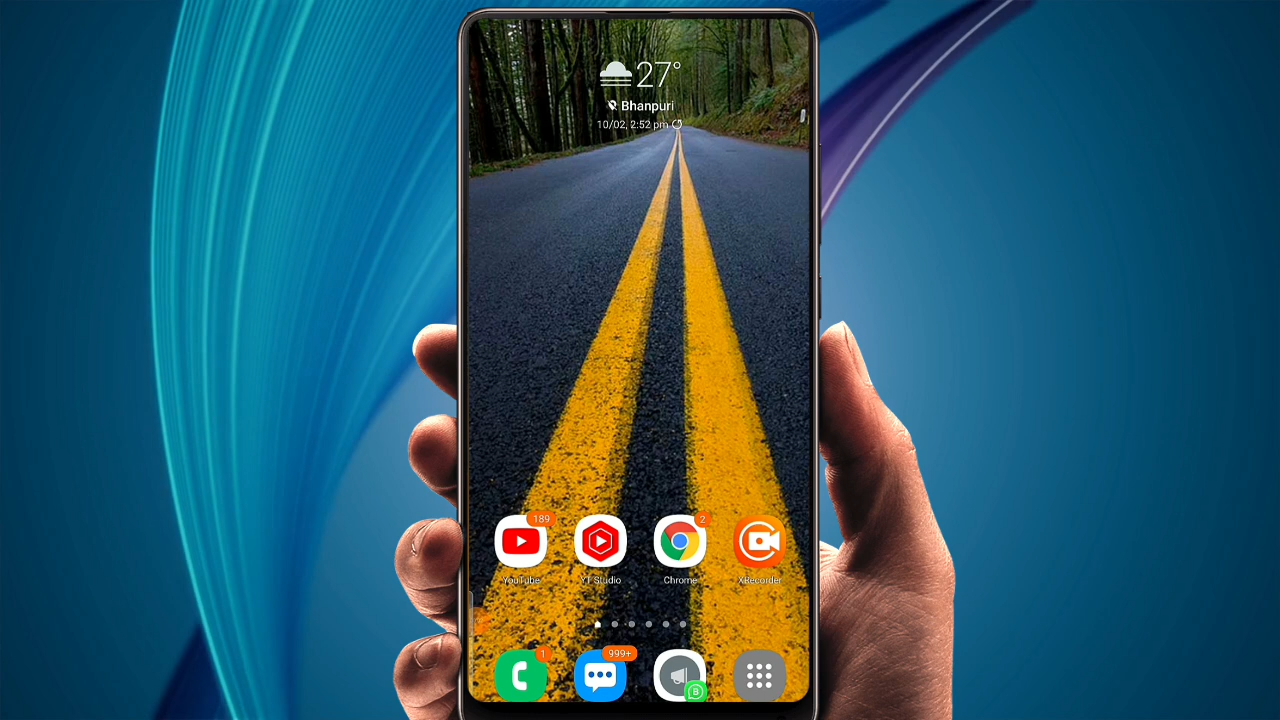 27°
Bhanpuri
10/02, 2:52 pm
189
2
YouTube
YT Studio
Chrome
XRecorder
1
999+
B